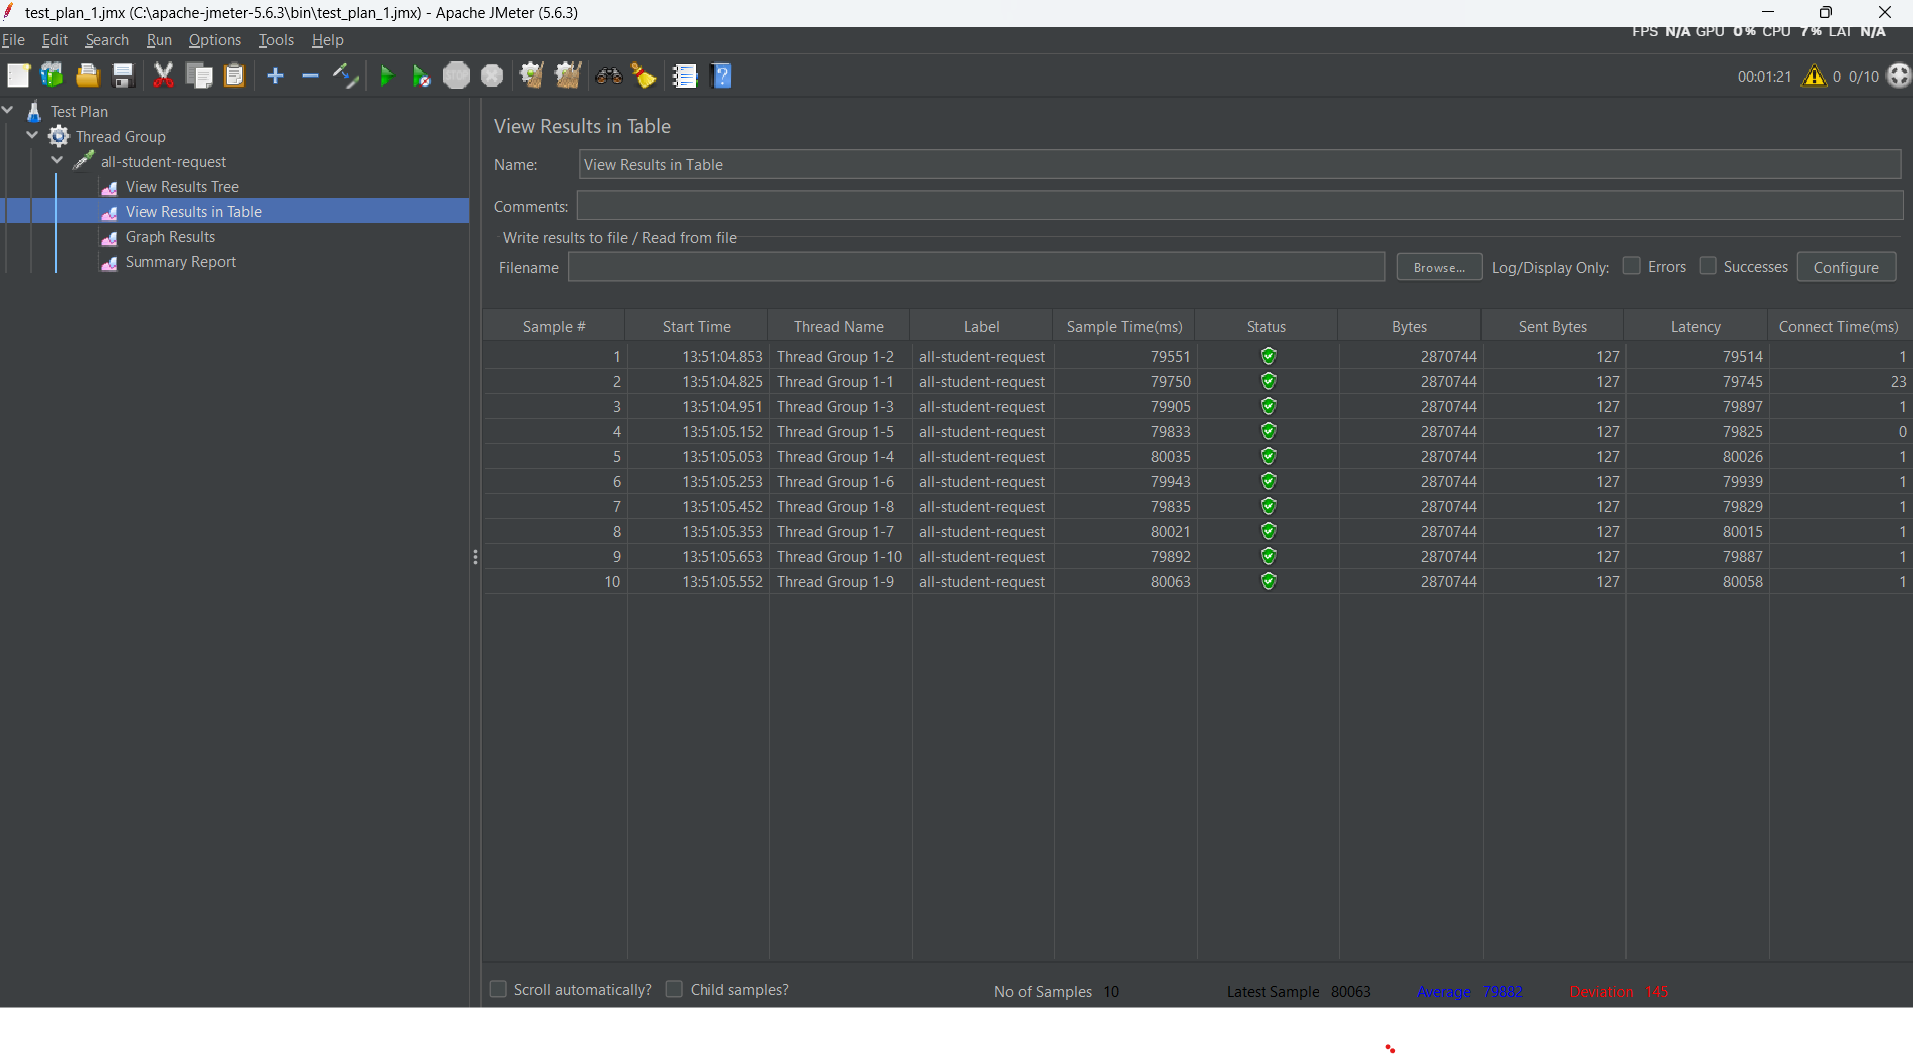 test_plan_1.jmx (C:\apache-jmeter-5.6.3\bin\test_plan_1.jmx) - Apache JMeter (5.6.3)
File Edit Search Run Options Tools Help
FPS N/A GPU 0% CPU 7% LAT N/A
STOP
00:01:21 0 0/10
Test Plan
Thread Group
all-student-request
View Results Tree
View Results in Table
Graph Results
Summary Report
View Results in Table
Name: View Results in Table
Comments:
Write results to file / Read from file
Filename Browse... Log/Display Only: Errors Successes Configure
Sample # Start Time Thread Name Label Sample Time(ms) Status Bytes Sent Bytes Latency Connect Time(ms)
1 13:51:04.853 Thread Group 1-2 all-student-request 79551 2870744 127 79514 1
2 13:51:04.825 Thread Group 1-1 all-student-request 79750 2870744 127 79745 23
3 13:51:04.951 Thread Group 1-3 all-student-request 79905 2870744 127 79897 1
4 13:51:05.152 Thread Group 1-5 all-student-request 79833 2870744 127 79825 0
5 13:51:05.053 Thread Group 1-4 all-student-request 80035 2870744 127 80026 1
6 13:51:05.253 Thread Group 1-6 all-student-request 79943 2870744 127 79939 1
7 13:51:05.452 Thread Group 1-8 all-student-request 79835 2870744 127 79829 1
8 13:51:05.353 Thread Group 1-7 all-student-request 80021 2870744 127 80015 1
9 13:51:05.653 Thread Group 1-10 all-student-request 79892 2870744 127 79887 1
10 13:51:05.552 Thread Group 1-9 all-student-request 80063 2870744 127 80058 1
Scroll automatically? Child samples? No of Samples 10 Latest Sample 80063 Average 79882 Deviation 145